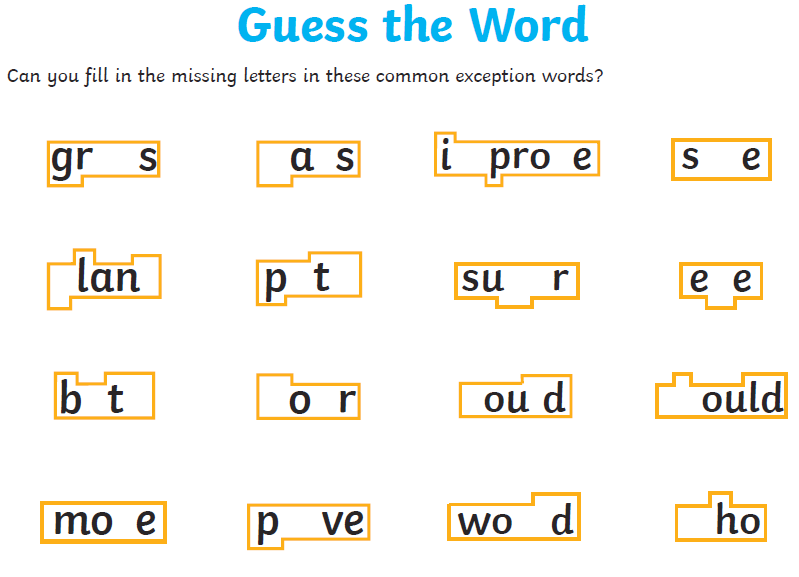 Guess the Word
Can you fill in the missing letters in these common exception words?
gr s a s i pro e s e
lan p t su r e e
b t o r ou d ould
mo e p ve wo d ho